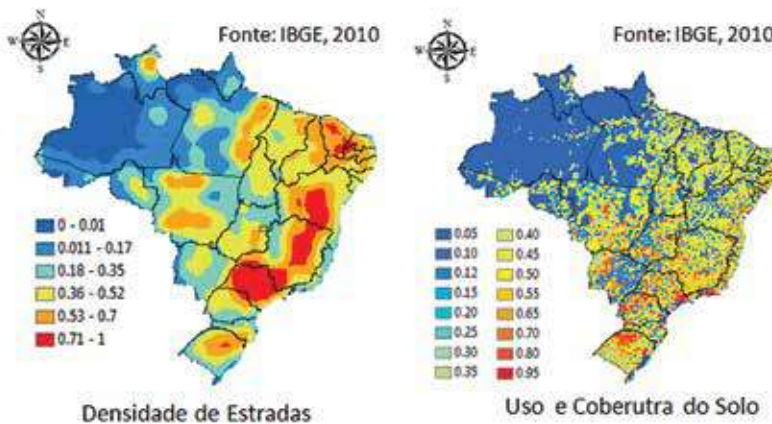 N
W E
S
Fonte: IBGE, 2010
0 - 0.01
0.011 - 0.17
0.18 - 0.35
0.36 - 0.52
0.53 - 0.7
0.71 - 1
Densidade de Estradas
N
W E
S
Fonte: IBGE, 2010
0.05 0.40
0.10 0.45
0.12 0.50
0.15 0.55
0.20 0.65
0.25 0.70
0.30 0.80
0.35 0.95
Uso e Coberutra do Solo